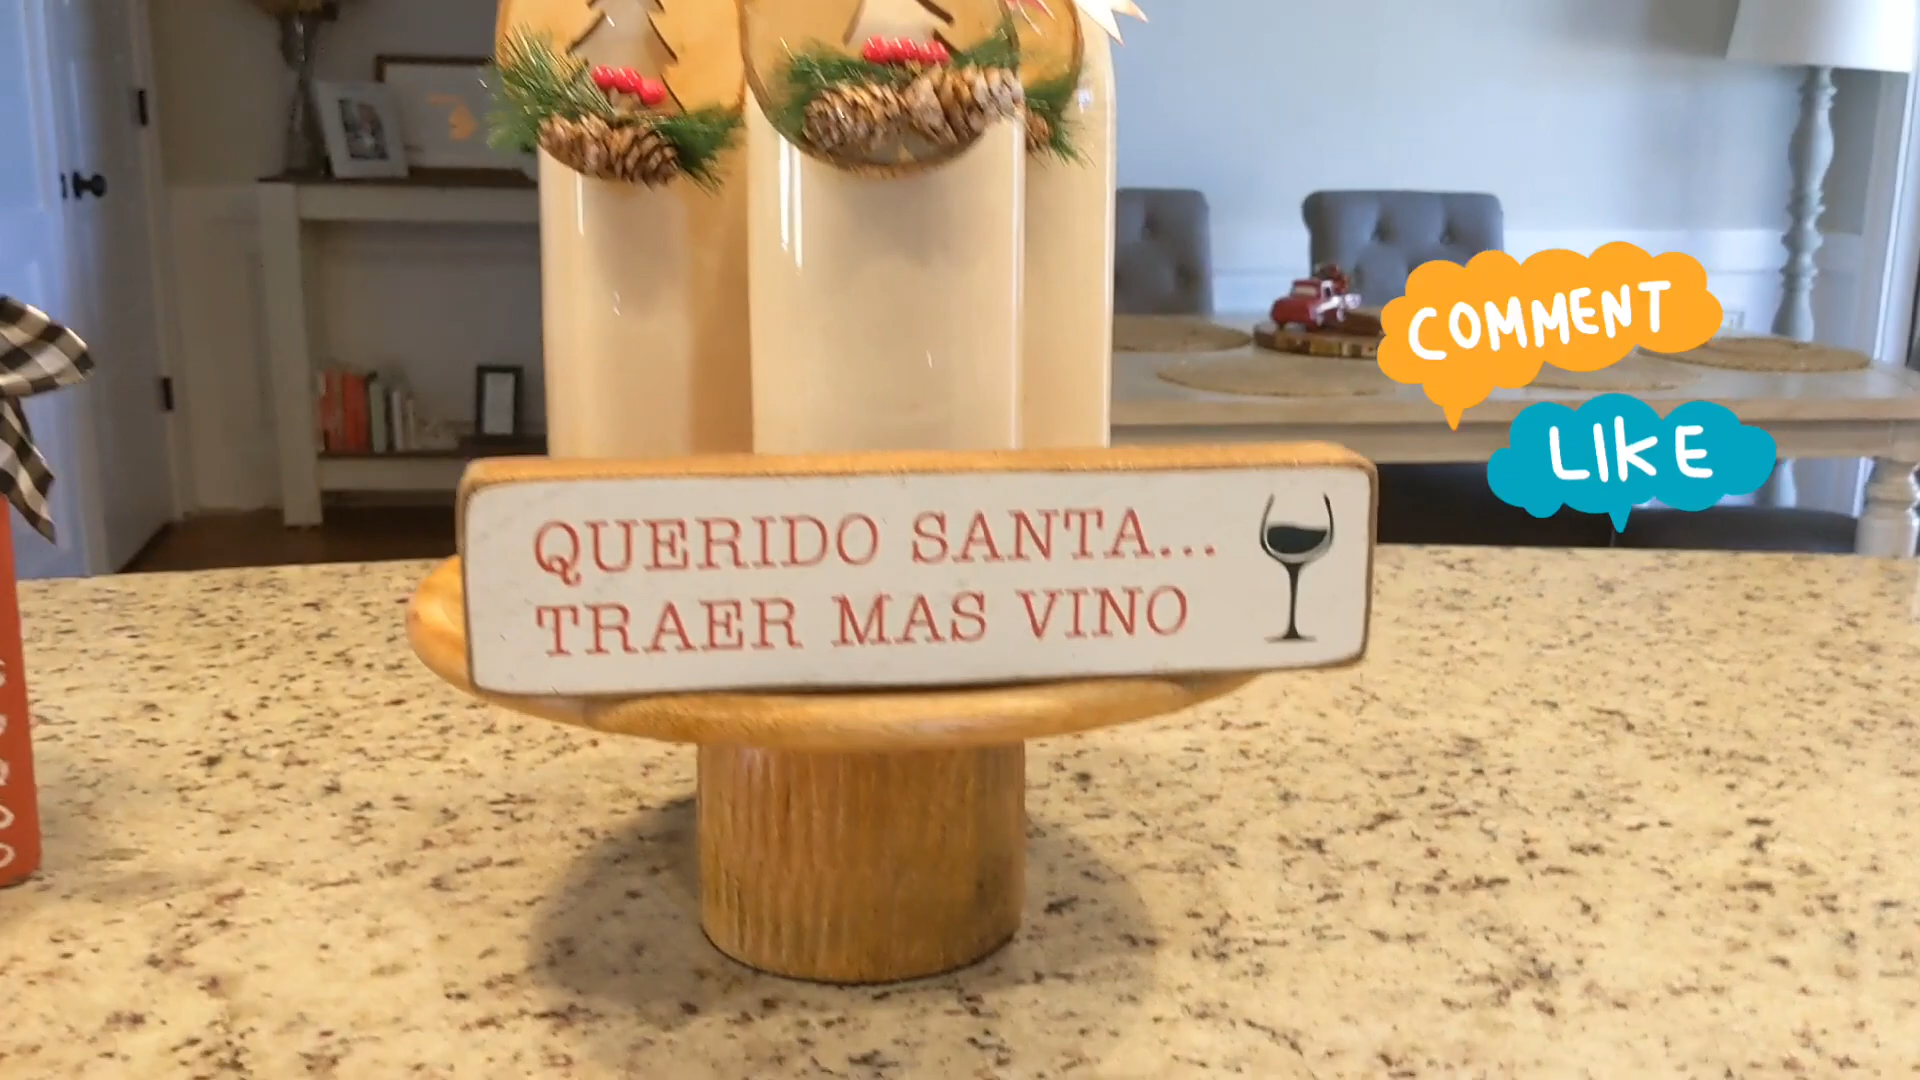 QUERIDO SANTA...
TRAER MAS VINO
COMMENT
LIKE